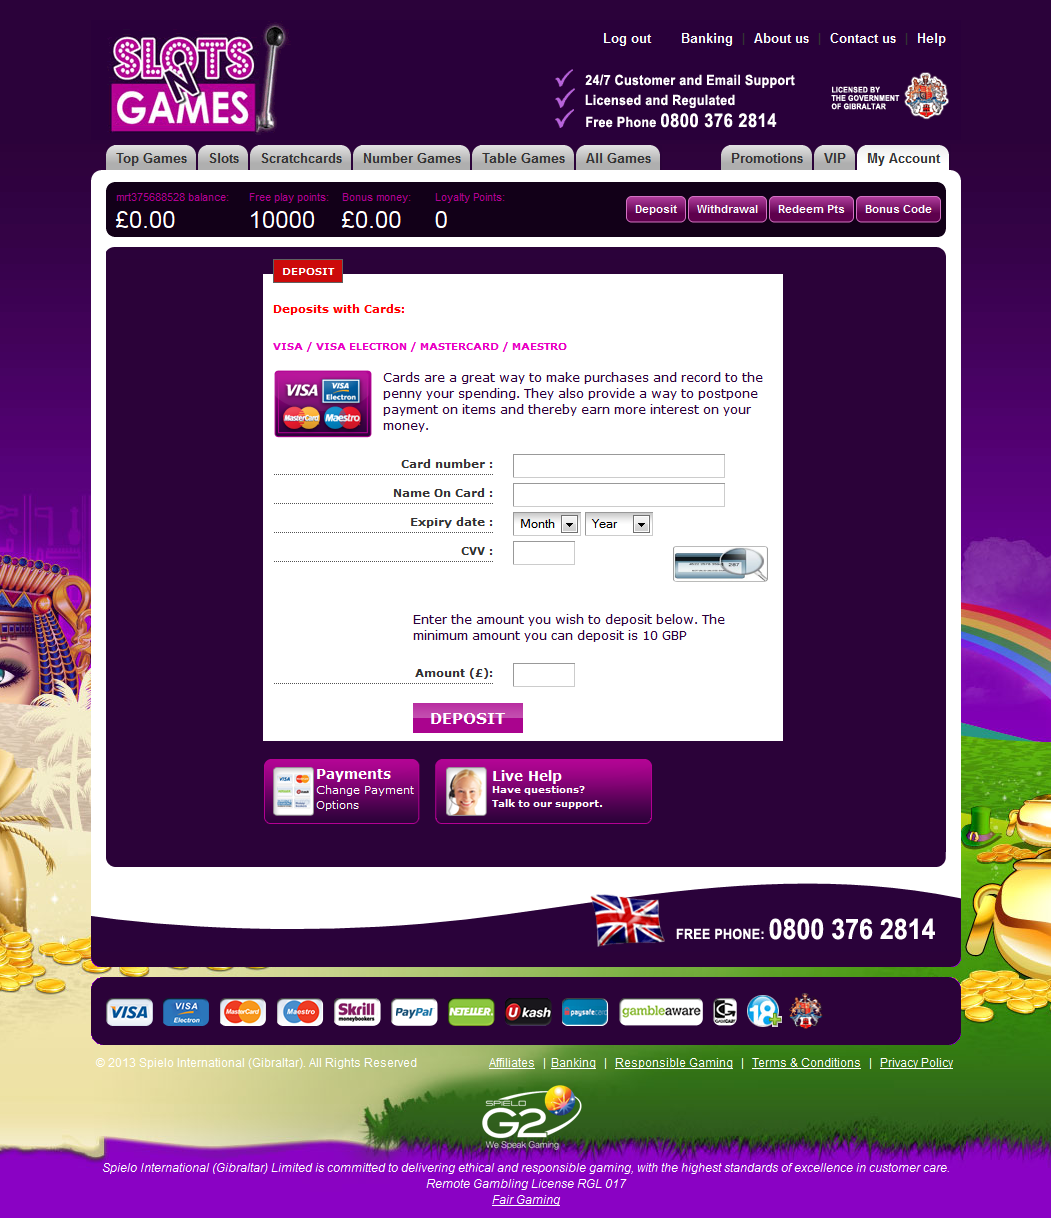 SLOTS
N
GAMES
Log out
Banking | About us | Contact us | Help
24/7 Customer and Email Support
Licensed and Regulated
Free Phone 0800 376 2814
LICENSED BY
THE GOVERNMENT
OF GIBRALTAR
Top Games
Slots
Scratchcards
Number Games
Table Games
All Games
Promotions
VIP
My Account
mrt375688528 balance:
£0.00
Free play points:
10000
Bonus money:
£0.00
Loyalty Points:
0
Deposit
Withdrawal
Redeem Pts
Bonus Code
DEPOSIT
Deposits with Cards:
VISA / VISA ELECTRON / MASTERCARD / MAESTRO
VISA
VISA Electron
MasterCard
Maestro
Cards are a great way to make purchases and record to the
penny your spending. They also provide a way to postpone
payment on items and thereby earn more interest on your
money.
Card number :
Name On Card :
Expiry date :
Month
Year
CVV :
Enter the amount you wish to deposit below. The
minimum amount you can deposit is 10 GBP
Amount (£):
DEPOSIT
Payments
Change Payment
Options
Live Help
Have questions?
Talk to our support.
FREE PHONE: 0800 376 2814
VISA
VISA Electron
MasterCard
Maestro
Skrill moneybookers
PayPal
NETELLER.
Ukash
paysafecard
gambleaware
G GamCare
18+
© 2013 Spielo International (Gibraltar). All Rights Reserved
Affiliates | Banking | Responsible Gaming | Terms & Conditions | Privacy Policy
SPIELO
G2
We Speak Gaming
Spielo International (Gibraltar) Limited is committed to delivering ethical and responsible gaming, with the highest standards of excellence in customer care.
Remote Gambling License RGL 017
Fair Gaming